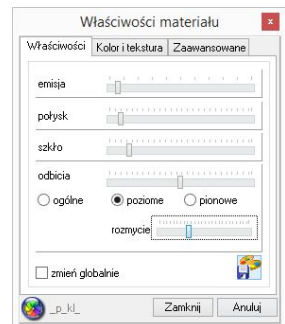 Właściwości materiału
Właściwości Kolor i tekstura Zaawansowane
emisja
połysk
szkło
odbicia
ogólne poziome pionowe
rozmycie
zmień globalnie
_p_kl_ Zamknij Anuluj